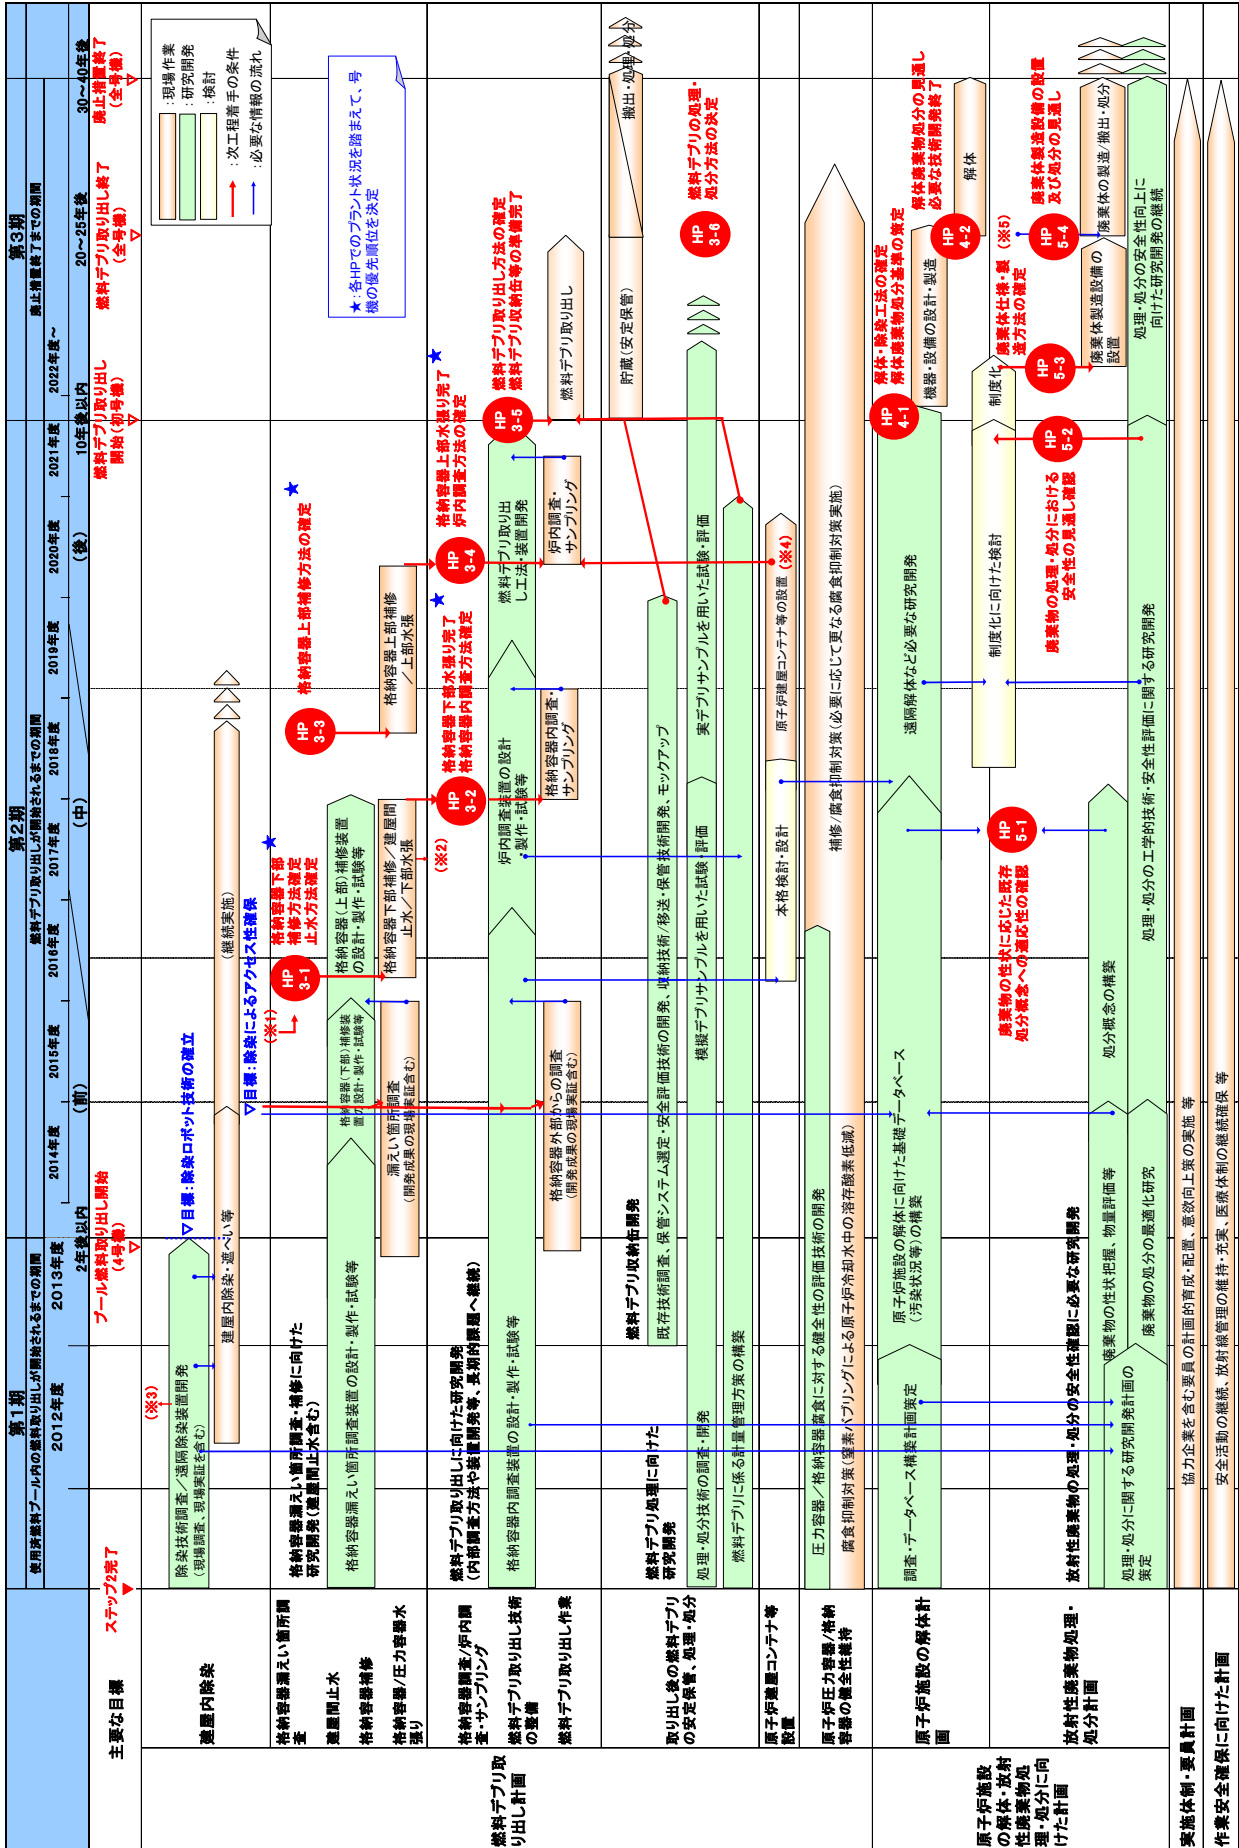 第1期
第2期
第3期
使用済燃料プール内の燃料取り出しが開始されるまでの期間
燃料デブリ取り出しが開始されるまでの期間
廃止措置終了までの期間
2012年度
2013年度
2014年度
2015年度
2016年度
2017年度
2018年度
2019年度
2020年度
2021年度
2022年度～
2年後以内
(前)
(中)
(後)
10年後以内
20～25年後
30～40年後
主要な目標
ステップ2完了
プール燃料取り出し開始
(4号機)
燃料デブリ取り出し
開始(初号機)
燃料デブリ取り出し終了
(全号機)
廃止措置終了
(全号機)
:現場作業
:研究開発
:検討
:次工程着手の条件
:必要な情報の流れ
★:各HPでのプラント状況を踏まえて、号
機の優先順位を決定
燃料デブリ取
り出し計画
建屋内除染
除染技術調査／遠隔除染装置開発
(現場調査、現場実証を含む)
(※3)
▽目標:除染ロボット技術の確立
建屋内除染・遮へい等
(継続実施)
▽目標:除染によるアクセス性確保
格納容器漏えい箇所調
査
建屋間止水
格納容器補修
格納容器/圧力容器水
張り
格納容器漏えい箇所調査・補修に向けた
研究開発(建屋間止水含む)
格納容器漏えい箇所調査装置の設計・製作・試験等
格納容器(下部)補修装
置の設計・製作・試験等
格納容器(上部)補修装置
の設計・製作・試験等
漏えい箇所調査
(開発成果の現場実証含む)
(※1)
HP
3-1
格納容器下部
補修方法確定
止水方法確定
★
格納容器下部補修／建屋間
止水／下部水張
(※2)
HP
3-3
格納容器上部補修方法の確定
★
格納容器上部補修
／上部水張
格納容器調査/炉内調
査・サンプリング
燃料デブリ取り出し技術
の整備
燃料デブリ取り出し作業
燃料デブリ取り出しに向けた研究開発
(内部調査方法や装置開発等、長期的課題へ継続)
格納容器内調査装置の設計・製作・試験等
炉内調査装置の設計
・製作・試験等
燃料デブリ取り出
し工法・装置開発
格納容器外部からの調査
(開発成果の現場実証含む)
HP
3-2
格納容器下部水張り完了
格納容器内調査方法確定
★
格納容器内調査・
サンプリング
HP
3-4
格納容器上部水張り完了
炉内調査方法の確定
★
炉内調査・
サンプリング
HP
3-5
燃料デブリ取り出し方法の確定
燃料デブリ収納缶等の準備完了
燃料デブリ取り出し
取り出し後の燃料デブリ
の安定保管、処理・処分
燃料デブリ収納缶開発
既存技術調査、保管システム選定・安全評価技術の開発、収納技術/移送・保管技術開発、モックアップ
貯蔵(安定保管)
搬出・処理・処分
燃料デブリ処理に向けた
研究開発
処理・処分技術の調査・開発
模擬デブリサンプルを用いた試験・評価
実デブリサンプルを用いた試験・評価
燃料デブリに係る計量管理方策の構築
HP
3-6
燃料デブリの処理・
処分方法の決定
原子炉建屋コンテナ等
設置
本格検討・設計
原子炉建屋コンテナ等の設置
(※4)
原子炉圧力容器/格納
容器の健全性維持
圧力容器／格納容器腐食に対する健全性の評価技術の開発
腐食抑制対策(窒素バブリングによる原子炉冷却水中の溶存酸素低減)
補修/腐食抑制対策(必要に応じて更なる腐食抑制対策実施)
原子炉施設
の解体・放射
性廃棄物処
理・処分に向
けた計画
原子炉施設の解体計
画
調査・データベース構築計画策定
原子炉施設の解体に向けた基礎データベース
(汚染状況等)の構築
遠隔解体など必要な研究開発
HP
4-1
解体・除染工法の確定
解体廃棄物処分基準の策定
機器・設備の設計・製造
HP
4-2
解体廃棄物処分の見通し
必要な技術開発終了
解体
放射性廃棄物処理・
処分計画
放射性廃棄物の処理・処分の安全性確認に必要な研究開発
処理・処分に関する研究開発計画の
策定
廃棄物の性状把握、物量評価等
廃棄物の処分の最適化研究
処分概念の構築
HP
5-1
廃棄物の性状に応じた既存
処分概念への適応性の確認
処理・処分の工学的技術・安全性評価に関する研究開発
制度化に向けた検討
HP
5-2
廃棄物の処理・処分における
安全性の見通し確認
制度化
HP
5-3
廃棄体仕様・製
造方法の確定
(※5)
廃棄体製造設備の
設置
HP
5-4
廃棄体製造設備の設置
及び処分の見通し
廃棄体の製造/搬出・処分
処理・処分の安全性向上に
向けた研究開発の継続
実施体制・要員計画
協力企業を含む要員の計画的育成・配置、意欲向上策の実施 等
作業安全確保に向けた計画
安全活動の継続、放射線管理の維持・充実、医療体制の継続確保 等